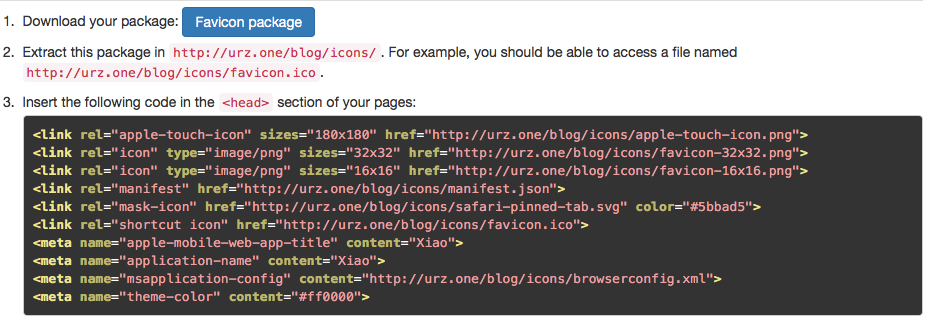 1. Download your package: Favicon package
2. Extract this package in http://urz.one/blog/icons/ . For example, you should be able to access a file named
http://urz.one/blog/icons/favicon.ico .
3. Insert the following code in the <head> section of your pages:
<link rel="apple-touch-icon" sizes="180x180" href="http://urz.one/blog/icons/apple-touch-icon.png">
<link rel="icon" type="image/png" sizes="32x32" href="http://urz.one/blog/icons/favicon-32x32.png">
<link rel="icon" type="image/png" sizes="16x16" href="http://urz.one/blog/icons/favicon-16x16.png">
<link rel="manifest" href="http://urz.one/blog/icons/manifest.json">
<link rel="mask-icon" href="http://urz.one/blog/icons/safari-pinned-tab.svg" color="#5bbad5">
<link rel="shortcut icon" href="http://urz.one/blog/icons/favicon.ico">
<meta name="apple-mobile-web-app-title" content="Xiao">
<meta name="application-name" content="Xiao">
<meta name="msapplication-config" content="http://urz.one/blog/icons/browserconfig.xml">
<meta name="theme-color" content="#ff0000">